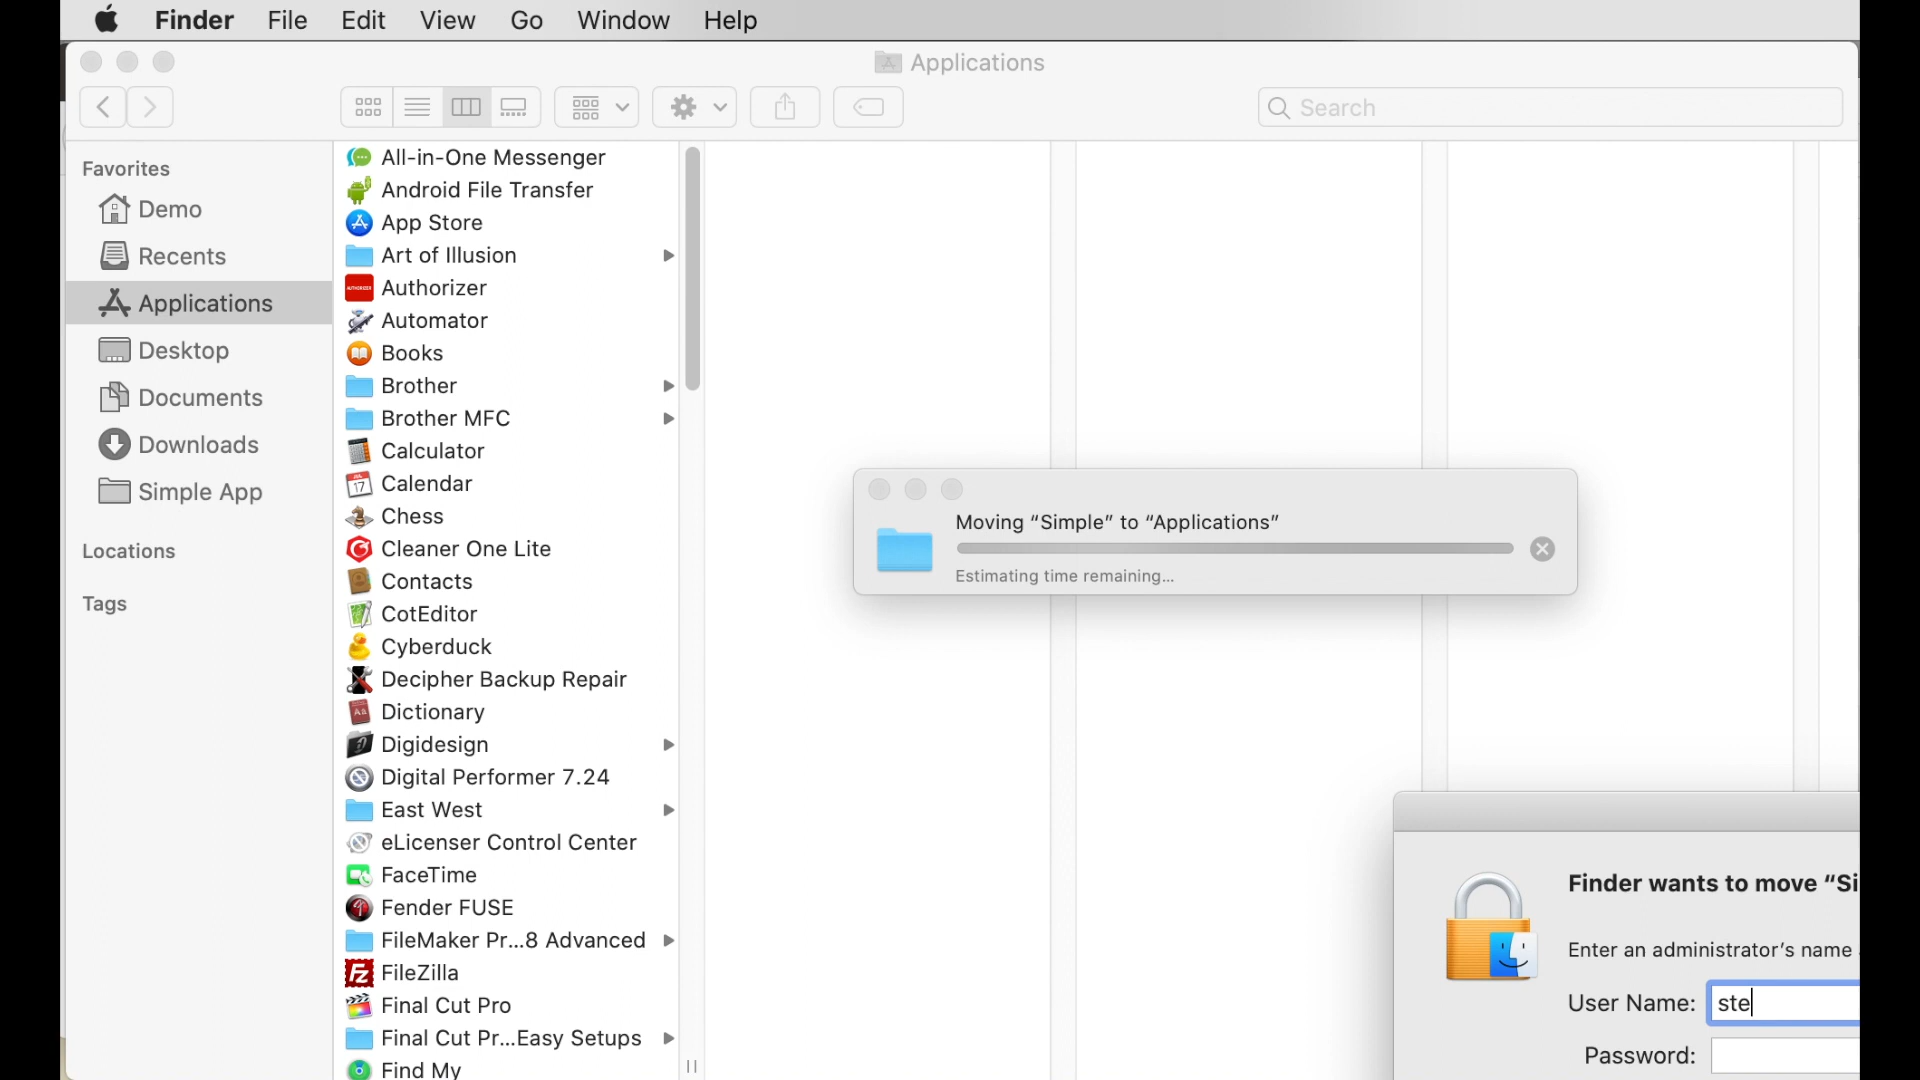 Finder File Edit View Go Window Help
Applications
Search
Favorites
Demo
Recents
Applications
Desktop
Documents
Downloads
Simple App
Locations
Tags
All-in-One Messenger
Android File Transfer
App Store
Art of Illusion
AUTHORIZER
Authorizer
Automator
Books
Brother
Brother MFC
Calculator
JUL
17
Calendar
Chess
Cleaner One Lite
Contacts
CotEditor
Cyberduck
Decipher Backup Repair
Aa
Dictionary
Digidesign
Digital Performer 7.24
East West
eLicenser Control Center
FaceTime
Fender FUSE
FileMaker Pr...8 Advanced
Fz
FileZilla
Final Cut Pro
Final Cut Pr...Easy Setups
Find My
Moving “Simple” to “Applications”
Estimating time remaining...
Finder wants to move “Si
Enter an administrator’s name
User Name: ste
Password: